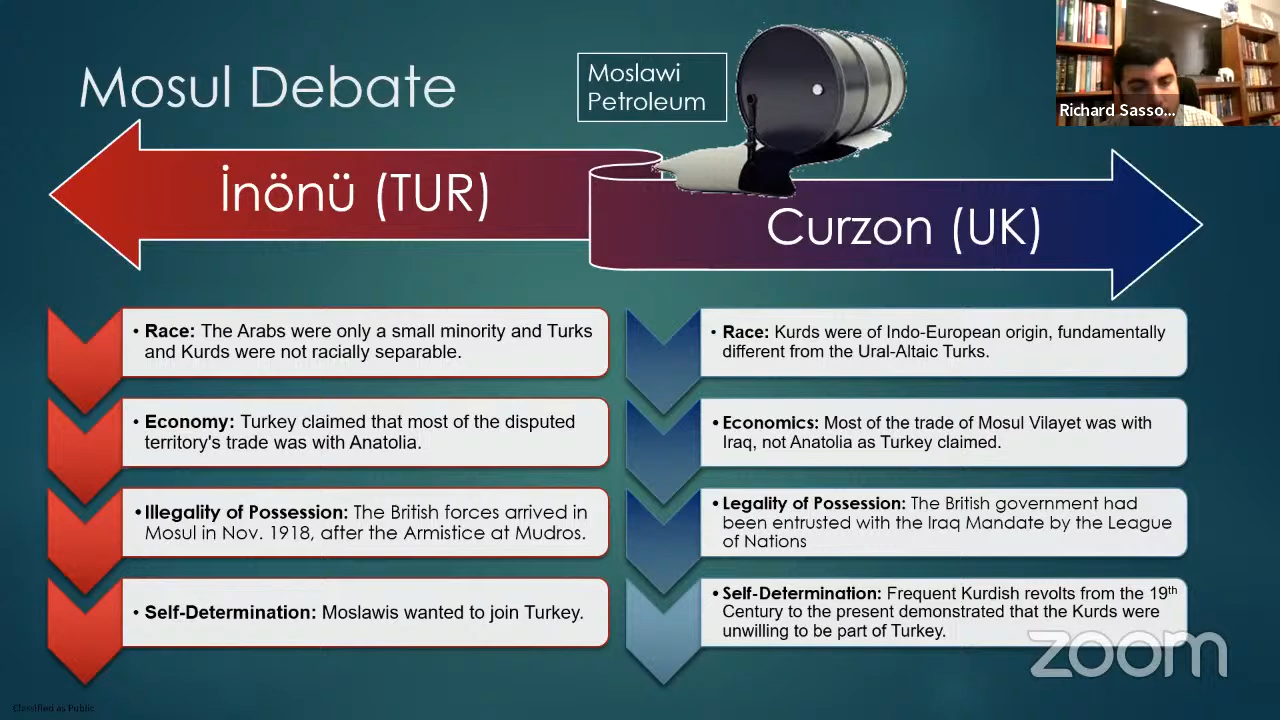 Mosul Debate
Moslawi
Petroleum
Richard Sasso...
İnönü (TUR)
Curzon (UK)
• Race: The Arabs were only a small minority and Turks
and Kurds were not racially separable.
• Economy: Turkey claimed that most of the disputed
territory's trade was with Anatolia.
• Illegality of Possession: The British forces arrived in
Mosul in Nov. 1918, after the Armistice at Mudros.
• Self-Determination: Moslawis wanted to join Turkey.
• Race: Kurds were of Indo-European origin, fundamentally
different from the Ural-Altaic Turks.
• Economics: Most of the trade of Mosul Vilayet was with
Iraq, not Anatolia as Turkey claimed.
• Legality of Possession: The British government had
been entrusted with the Iraq Mandate by the League
of Nations
• Self-Determination: Frequent Kurdish revolts from the 19th
Century to the present demonstrated that the Kurds were
unwilling to be part of Turkey.
zoom
Classified as Public